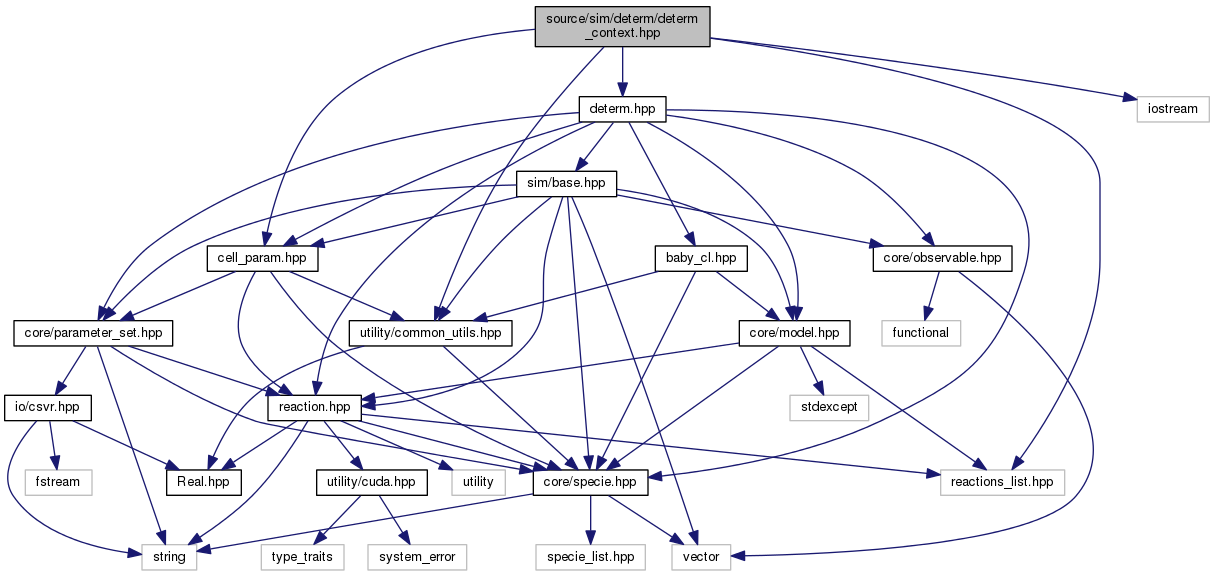 source/sim/determ/determ
_context.hpp
determ.hpp
iostream
sim/base.hpp
cell_param.hpp
baby_cl.hpp
core/observable.hpp
core/parameter_set.hpp
utility/common_utils.hpp
core/model.hpp
functional
io/csvr.hpp
reaction.hpp
stdexcept
fstream
Real.hpp
utility/cuda.hpp
utility
core/specie.hpp
reactions_list.hpp
string
type_traits
system_error
specie_list.hpp
vector